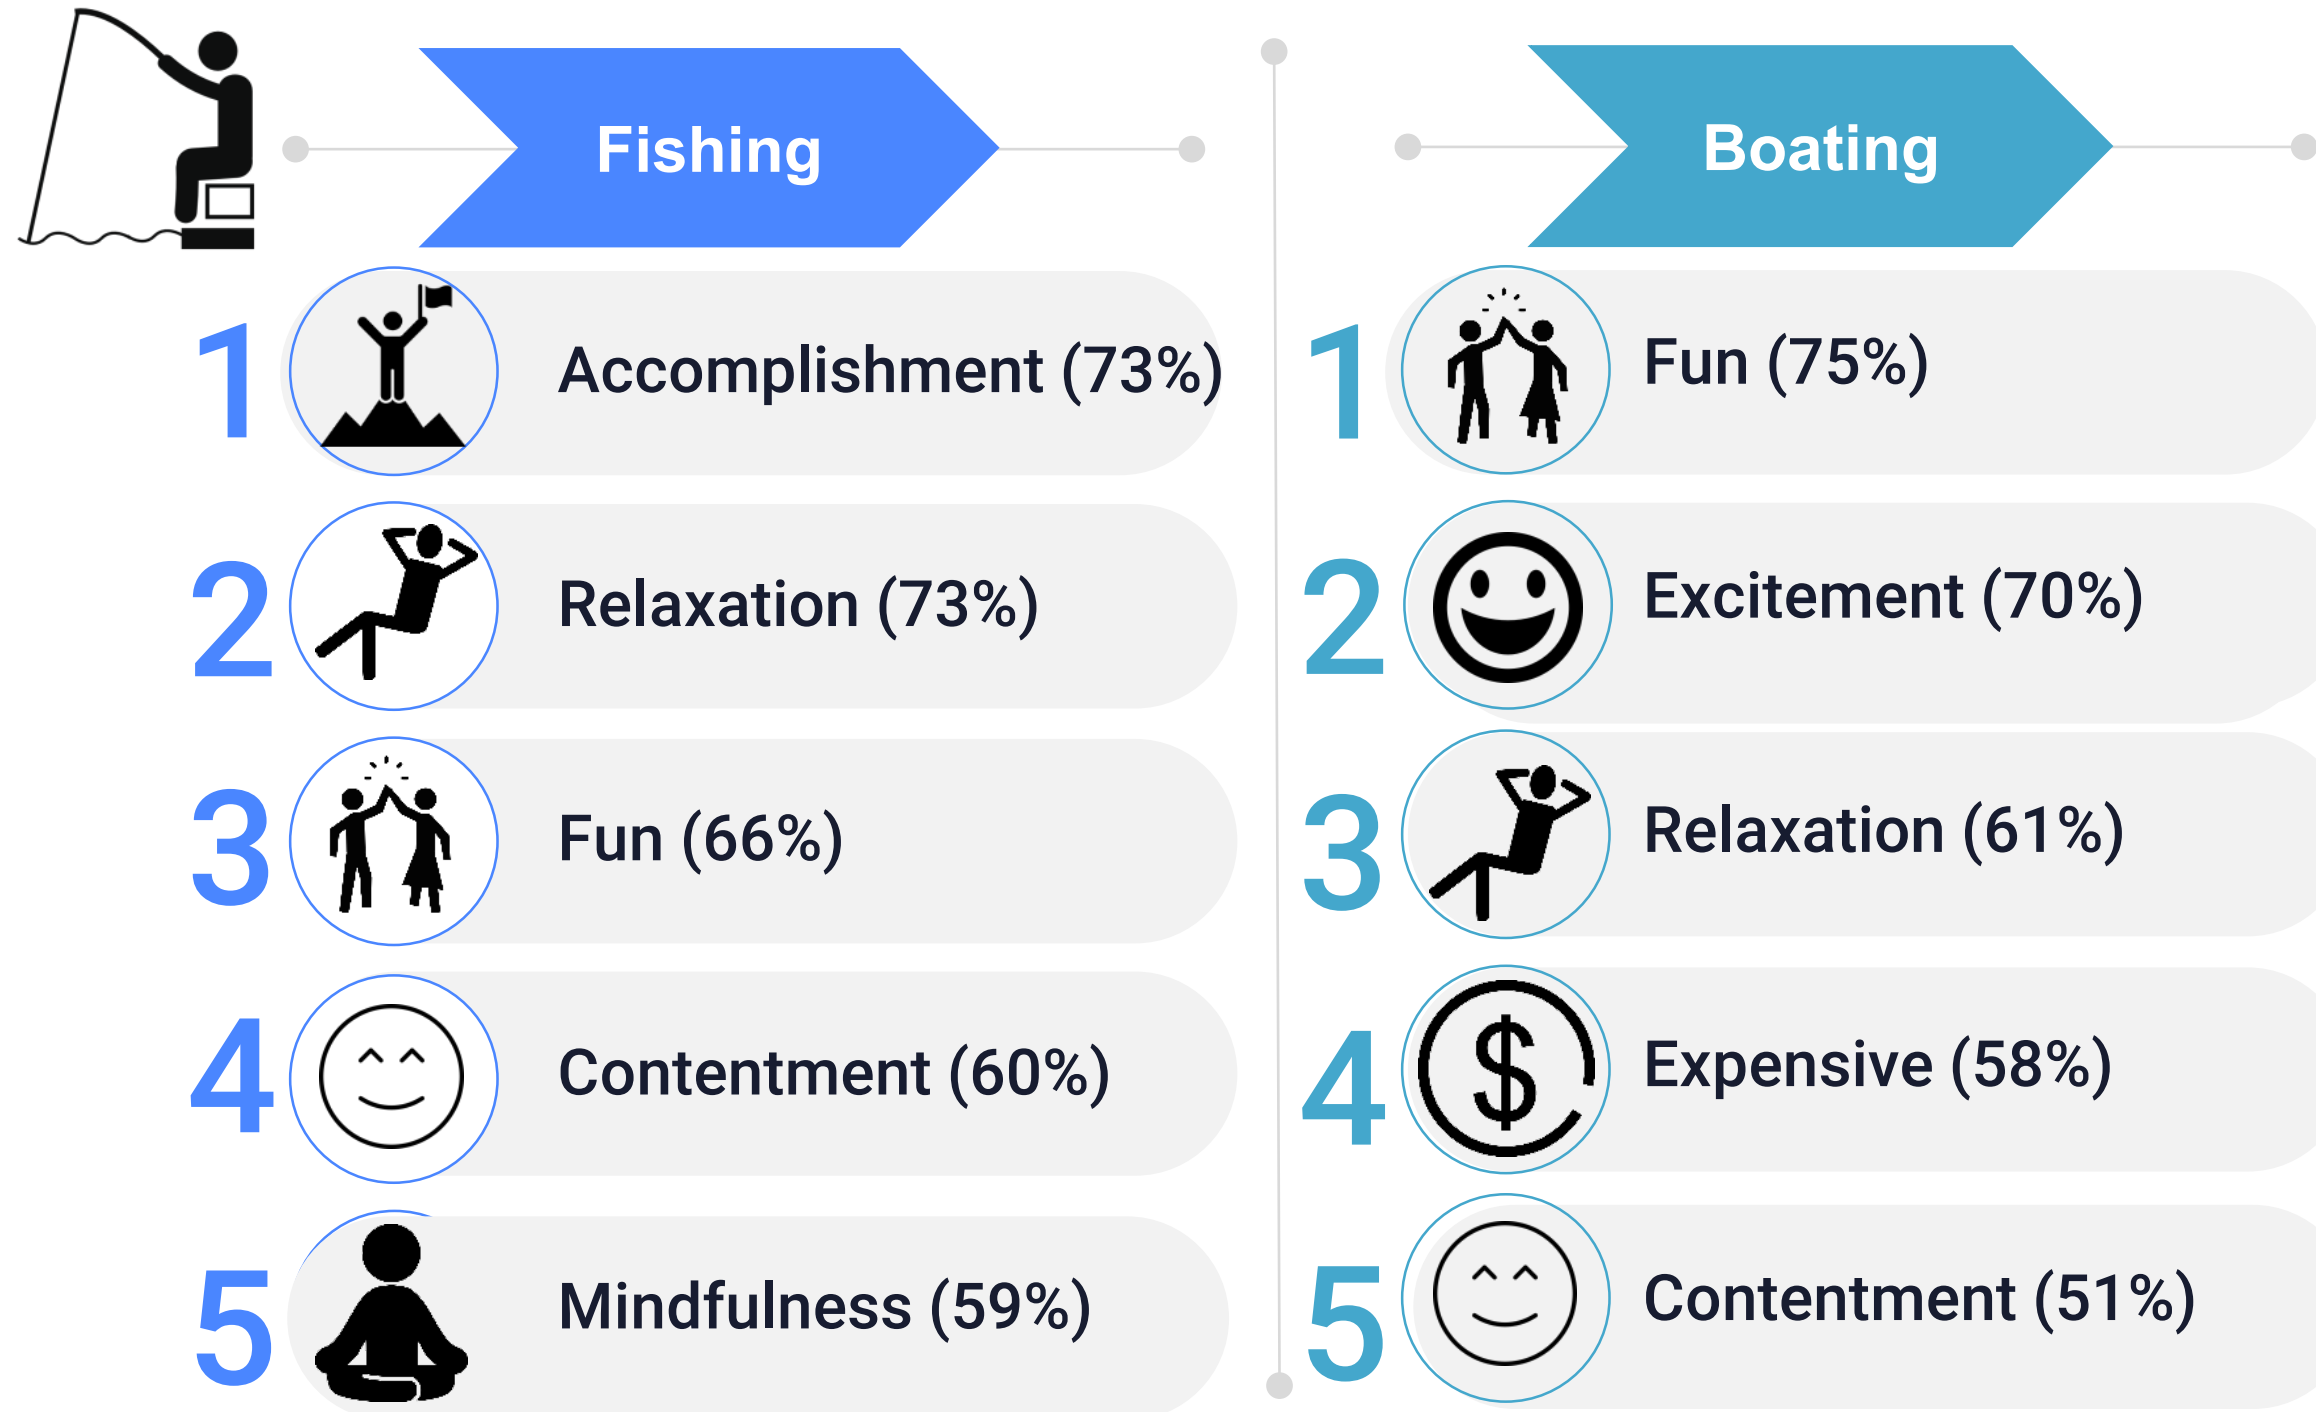 Fishing
1
Accomplishment (73%)
2
Relaxation (73%)
3
Fun (66%)
4
Contentment (60%)
5
Mindfulness (59%)
Boating
1
Fun (75%)
2
Excitement (70%)
3
Relaxation (61%)
4
$
Expensive (58%)
5
Contentment (51%)